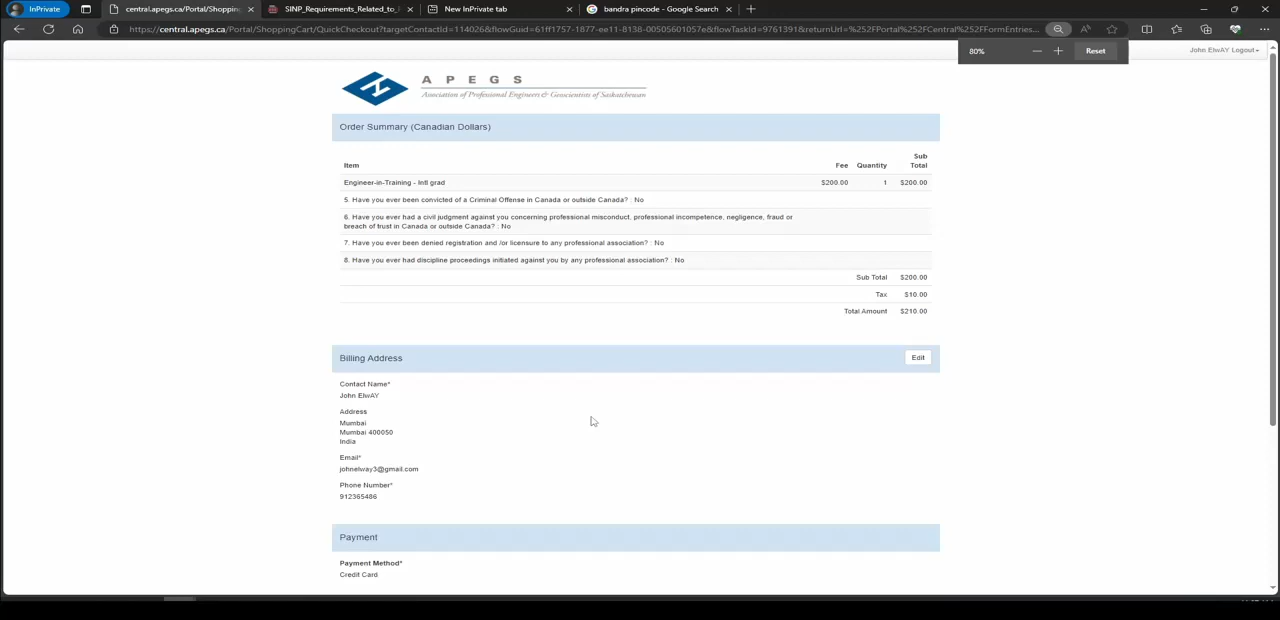 InPrivate
central.apegs.ca/Portal/Shoppin
SINP_Requirements_Related_to_
New InPrivate tab
bandra pincode - Google Search
https://central.apegs.ca/Portal/ShoppingCart/QuickCheckout?targetContactId=114026&flowGuid=61ff1757-1877-ee11-8138-00505601057e&flowTaskId=9761391&returnUrl=%252FPortal%252FCentral%252FFormEntries...
80%
Reset
John ElwAY Logout
A P E G S
Association of Professional Engineers & Geoscientists of Saskatchewan
Order Summary (Canadian Dollars)
Item Fee Quantity Sub Total
Engineer-in-Training - Intl grad $200.00 1 $200.00
5. Have you ever been convicted of a Criminal Offense in Canada or outside Canada? : No
6. Have you ever had a civil judgment against you concerning professional misconduct, professional incompetence, negligence, fraud or
breach of trust in Canada or outside Canada? : No
7. Have you ever been denied registration and /or licensure to any professional association? : No
8. Have you ever had discipline proceedings initiated against you by any professional association? : No
Sub Total $200.00
Tax $10.00
Total Amount $210.00
Billing Address
Edit
Contact Name*
John ElwAY
Address
Mumbai
Mumbai 400050
India
Email*
johnelway3@gmail.com
Phone Number*
912365486
Payment
Payment Method*
Credit Card